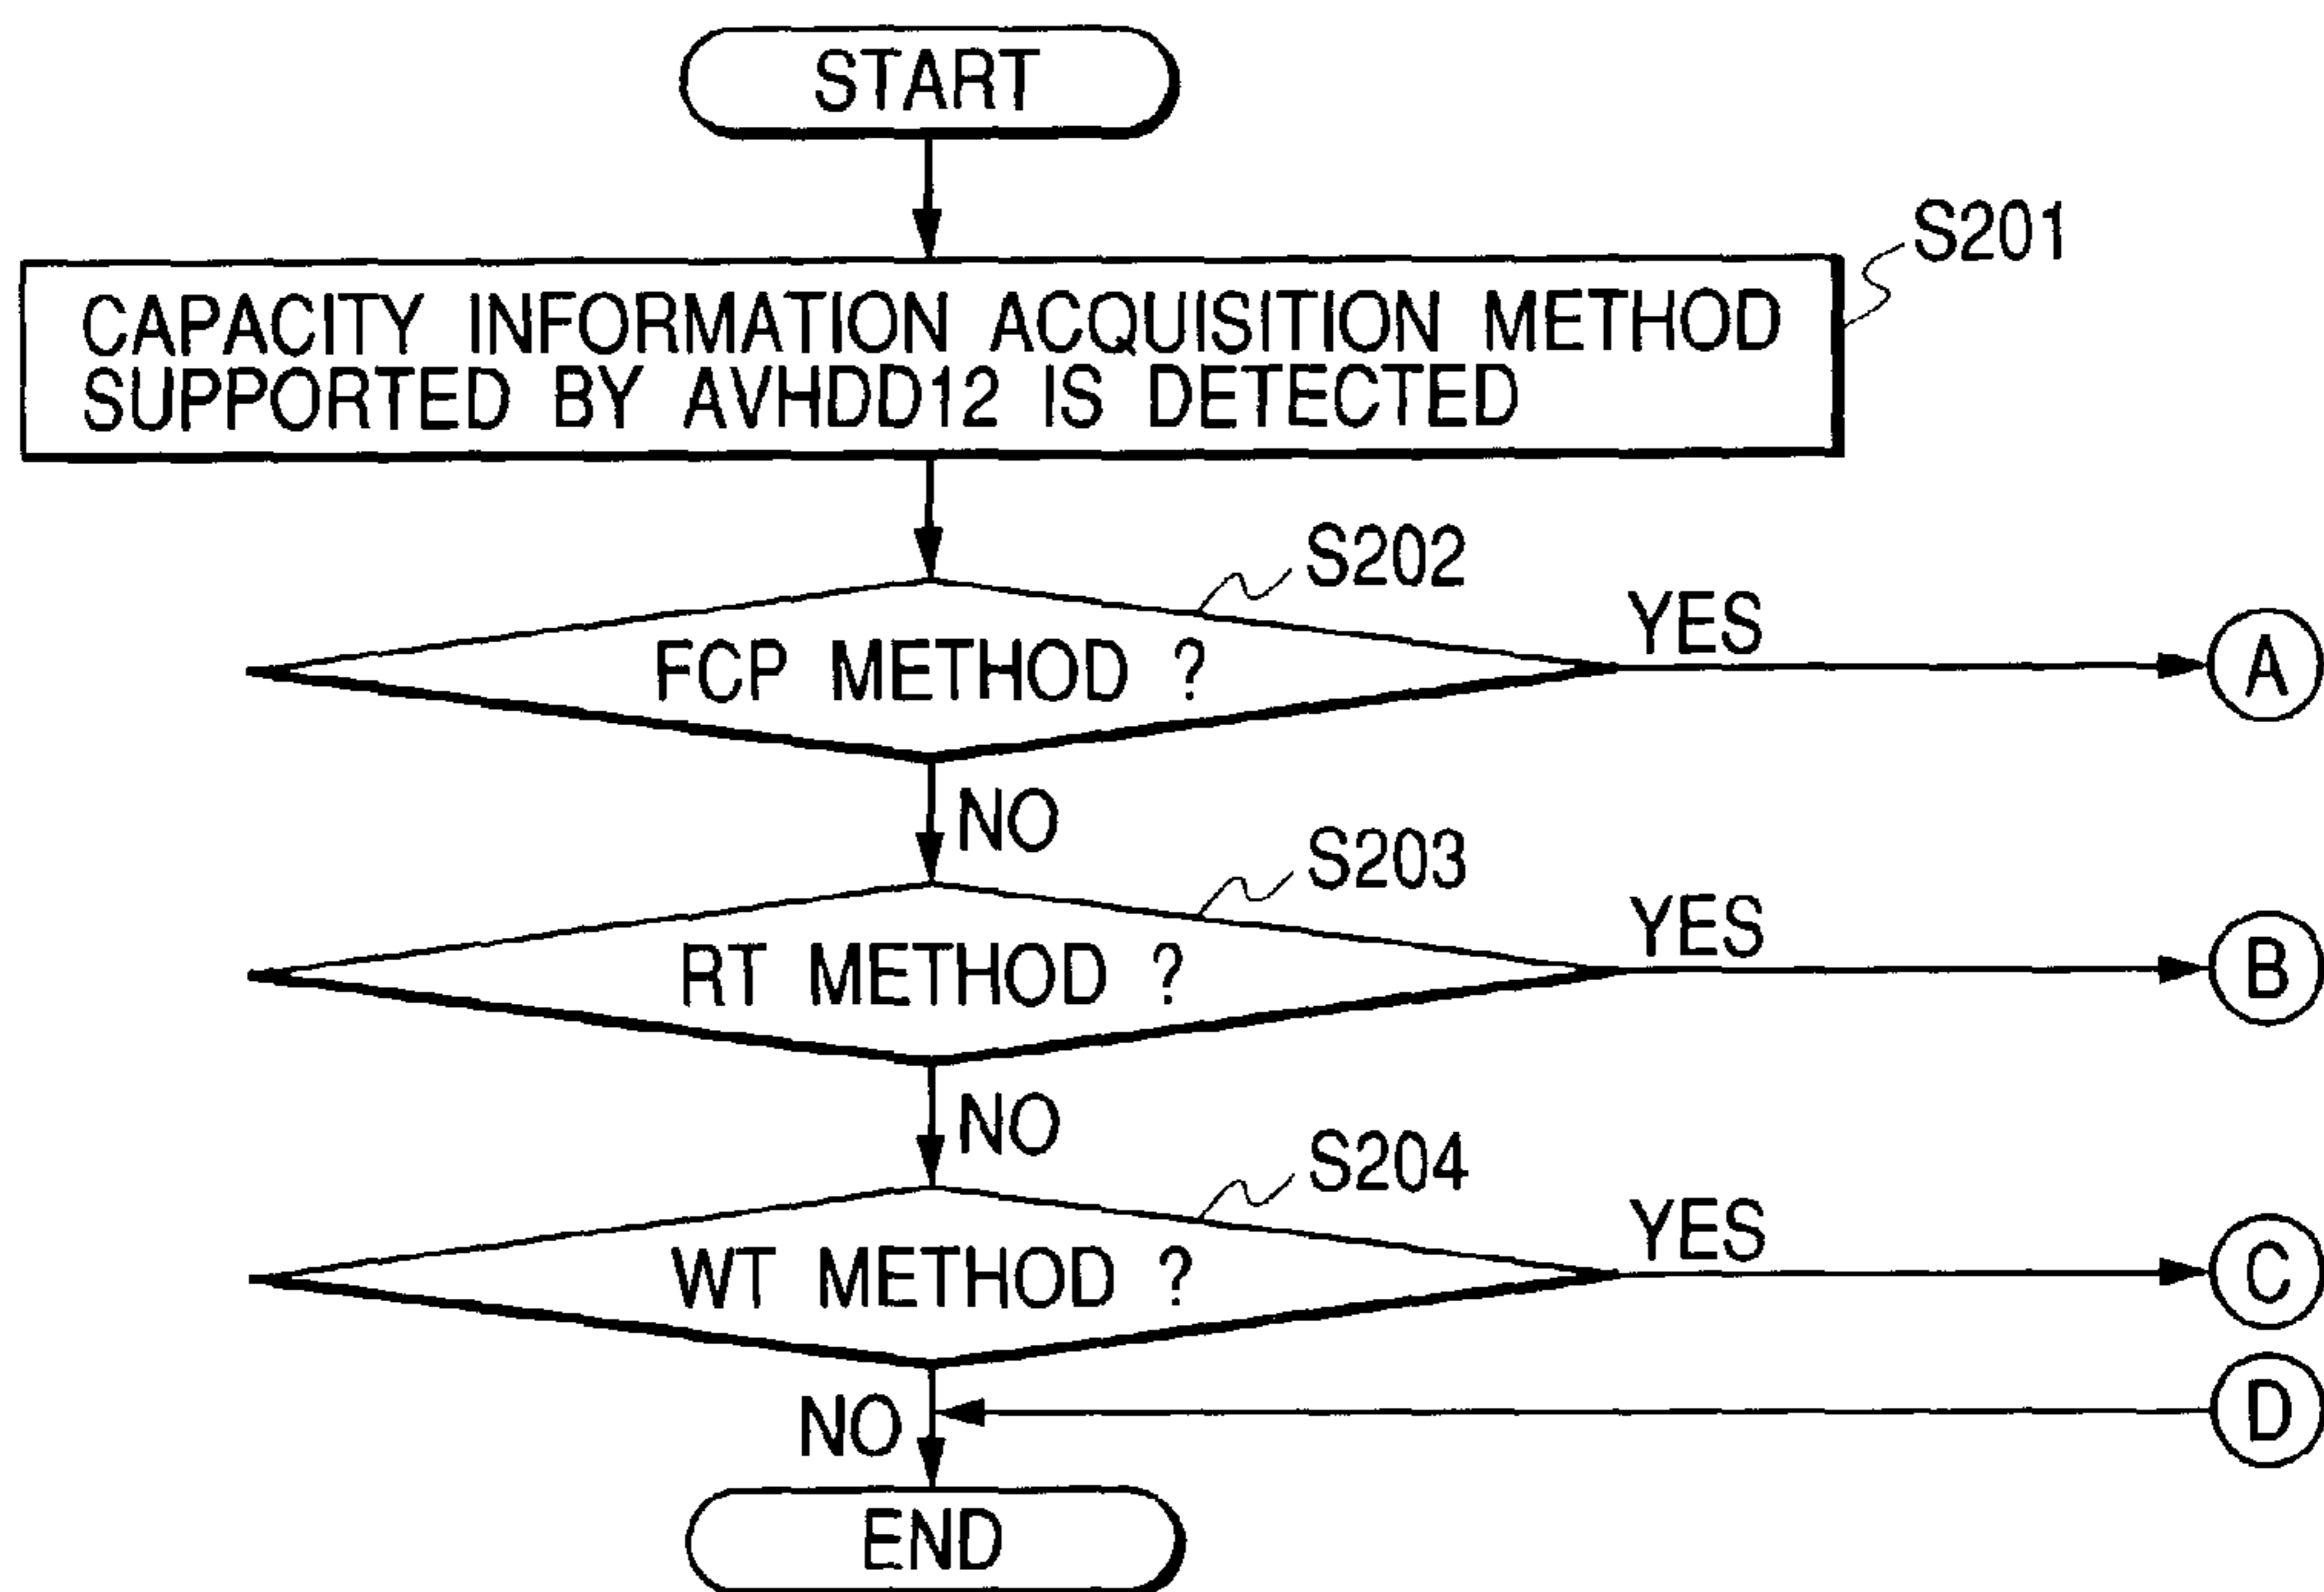 START
S201
CAPACITY INFORMATION ACQUISITION METHOD
SUPPORTED BY AVHDD12 IS DETECTED
S202
FCP METHOD ?
YES
A
NO
S203
RT METHOD ?
YES
B
NO
S204
WT METHOD ?
YES
C
NO
D
END